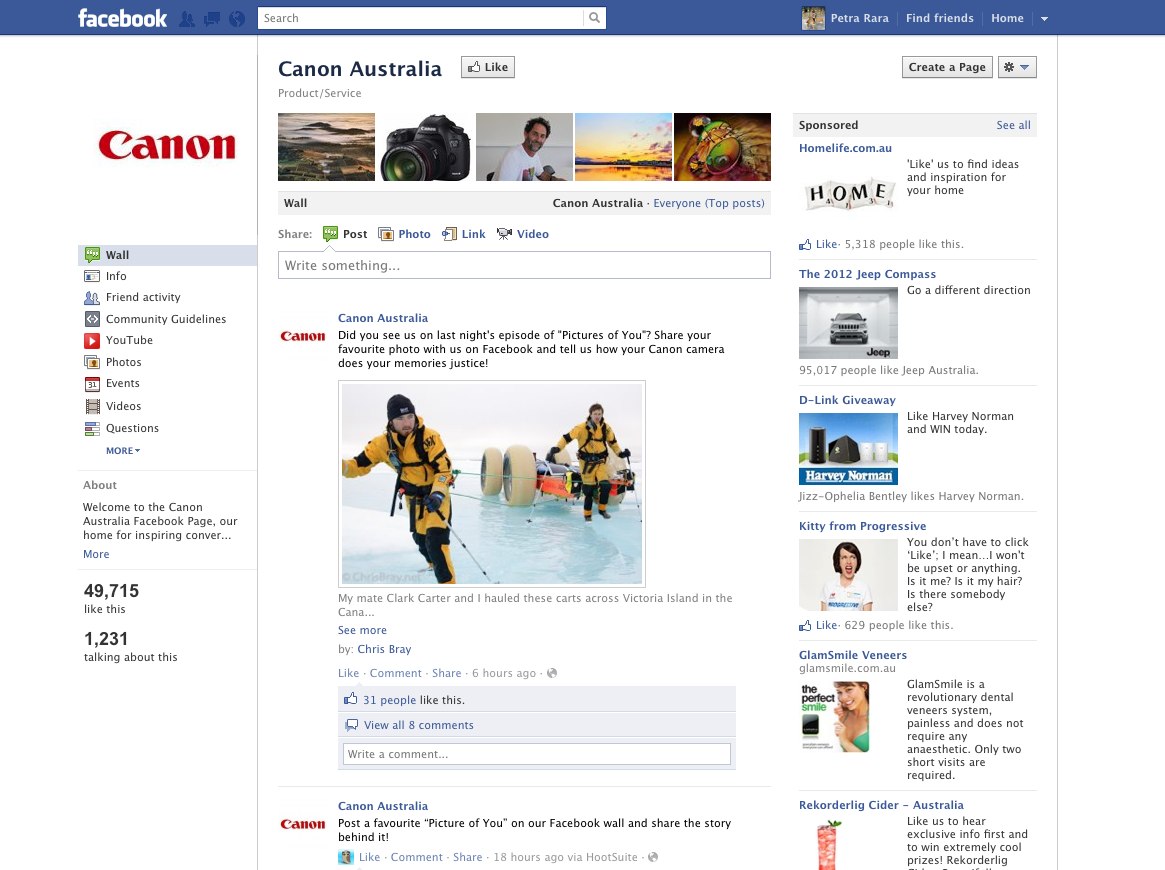 facebook
Search
Petra Rara
Find friends
Home
Canon
Wall
Info
Friend activity
Community Guidelines
YouTube
Photos
31
Events
Videos
Questions
MORE
About
Welcome to the Canon
Australia Facebook Page, our
home for inspiring conver...
More
49,715
like this
1,231
talking about this
Canon Australia
Like
Product/Service
Canon
Wall
Canon Australia · Everyone (Top posts)
Share:
Post
Photo
Link
Video
Write something...
Canon
Canon Australia
Did you see us on last night's episode of "Pictures of You"? Share your
favourite photo with us on Facebook and tell us how your Canon camera
does your memories justice!
© ChrisBray.net
My mate Clark Carter and I hauled these carts across Victoria Island in the
Cana...
See more
by: Chris Bray
Like · Comment · Share · 6 hours ago ·
31 people like this.
View all 8 comments
Write a comment...
Canon
Canon Australia
Post a favourite “Picture of You” on our Facebook wall and share the story
behind it!
Like · Comment · Share · 18 hours ago via HootSuite ·
Create a Page
Sponsored
See all
Homelife.com.au
HOME
'Like' us to find ideas
and inspiration for
your home
Like · 5,318 people like this.
The 2012 Jeep Compass
Jeep
Go a different direction
95,017 people like Jeep Australia.
D-Link Giveaway
Harvey Norman
Like Harvey Norman
and WIN today.
Jizz-Ophelia Bentley likes Harvey Norman.
Kitty from Progressive
PROGRESSIVE
You don’t have to click
‘Like’; I mean...I won't
be upset or anything.
Is it me? Is it my hair?
Is there somebody
else?
Like · 629 people like this.
GlamSmile Veneers
glamsmile.com.au
the
perfect
smile
GlamSmile is a
revolutionary dental
veneers system,
painless and does not
require any
anaesthetic. Only two
short visits are
required.
Rekorderlig Cider – Australia
Like us to hear
exclusive info first and
to win extremely cool
prizes! Rekorderlig